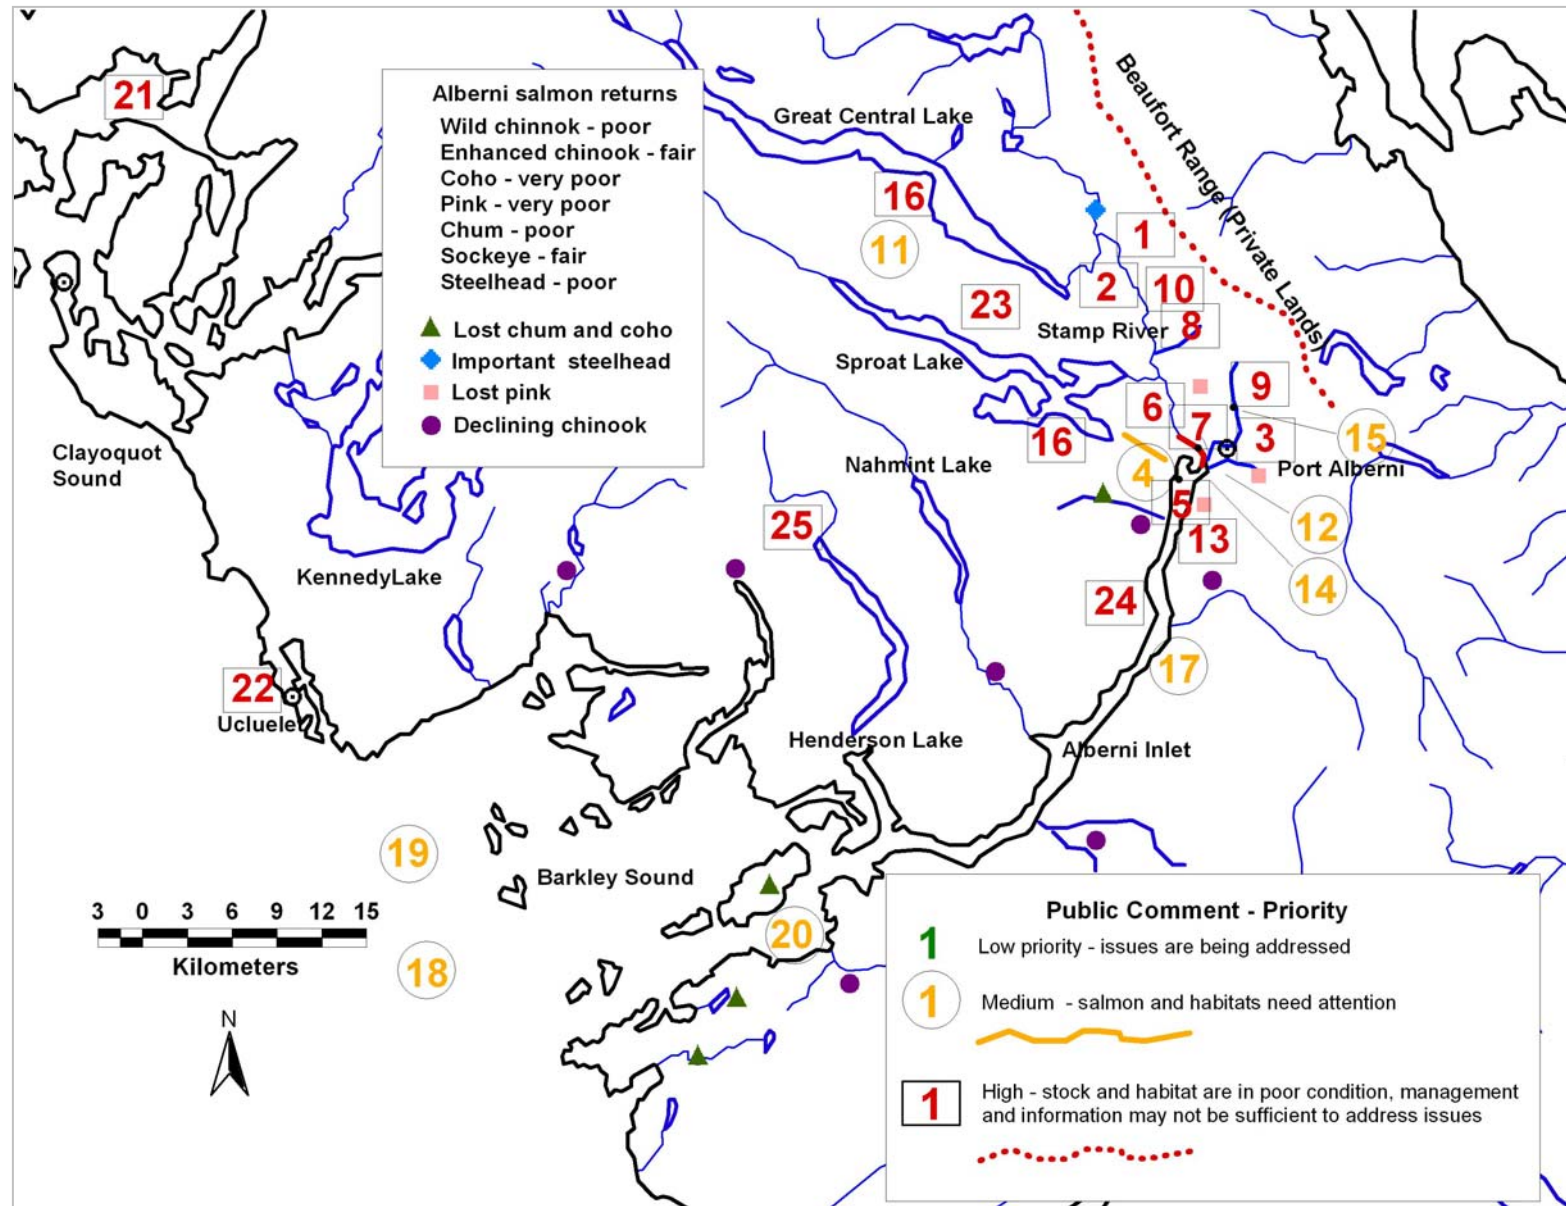 21
Alberni salmon returns
Wild chinnok - poor
Enhanced chinook - fair
Coho - very poor
Pink - very poor
Chum - poor
Sockeye - fair
Steelhead - poor
Lost chum and coho
Important steelhead
Lost pink
Declining chinook
Great Central Lake
Beaufort Range (Private Lands)
16
11
1
2
10
23
Stamp River
8
Sproat Lake
9
6
7
3
15
16
Clayoquot
Sound
Nahmint Lake
4
Port Alberni
5
12
25
13
KennedyLake
14
24
17
22
Ucluelet
Henderson Lake
Alberni Inlet
19
Barkley Sound
3 0 3 6 9 12 15
Kilometers
20
18
N
Public Comment - Priority
1
Low priority - issues are being addressed
1
Medium - salmon and habitats need attention
1
High - stock and habitat are in poor condition, management
and information may not be sufficient to address issues